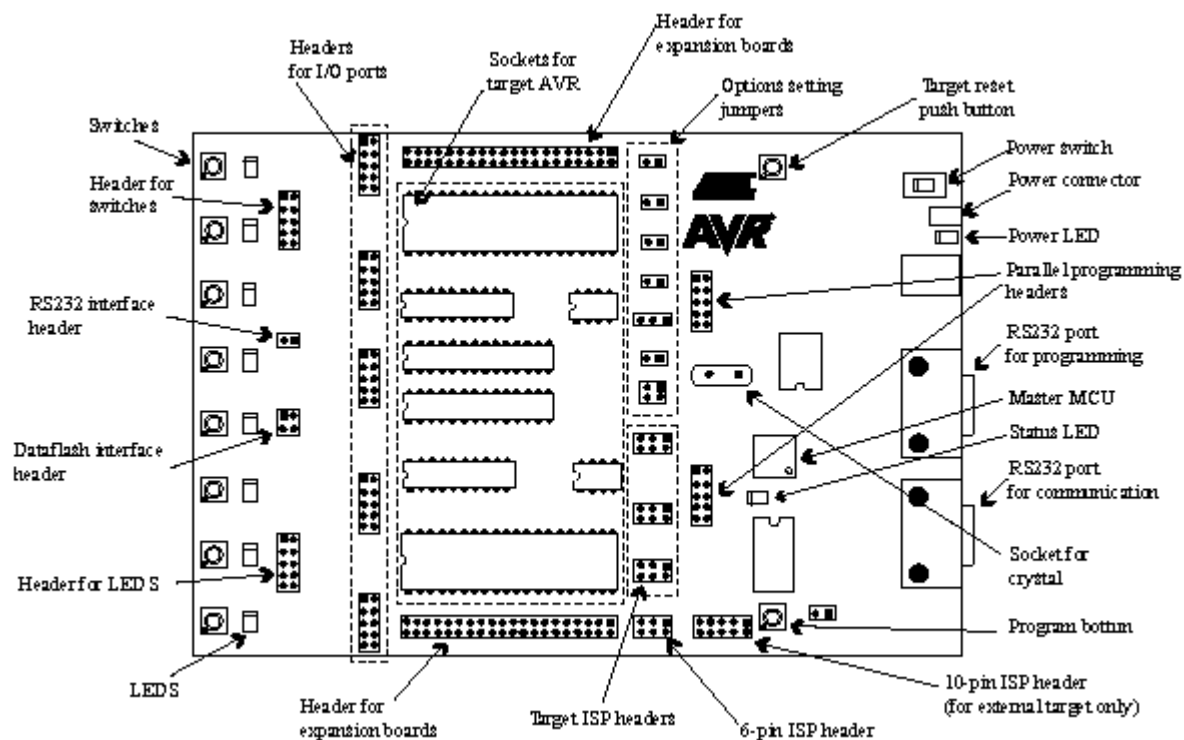 Header for
expansion boards
Headers
for I/O ports
Sockets for
target AVR
Options setting
jumpers
Target reset
push button
Switches
Power switch
Header for
switches
Power connector
AVR
Power LED
Parallel programming
headers
RS232 interface
header
RS232 port
for programming
Master MCU
Status LED
Dataflash interface
header
RS232 port
for communication
Socket for
crystal
Header for LED S
Program bottum
LED S
Header for
expansion boards
Target ISP headers
6-pin ISP header
10-pin ISP header
(for external target only)